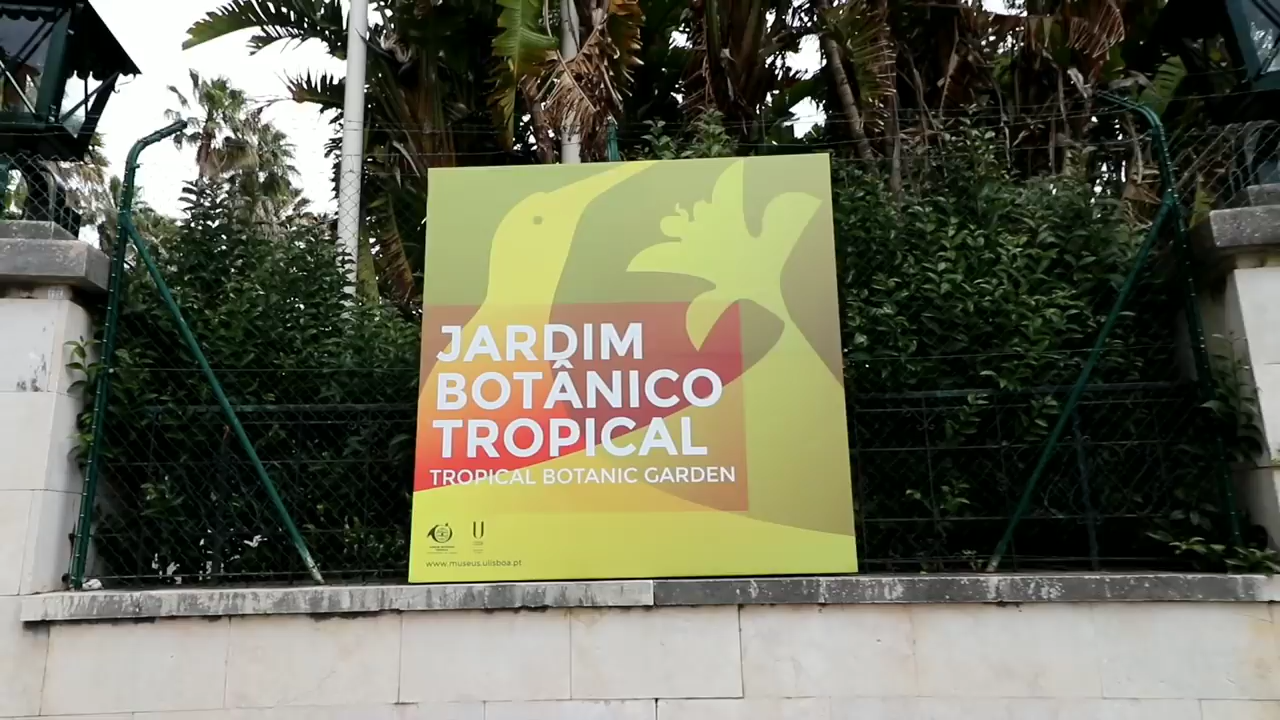 JARDIM
BOTÂNICO
TROPICAL
TROPICAL BOTANIC GARDEN
U
www.museus.ulisboa.pt